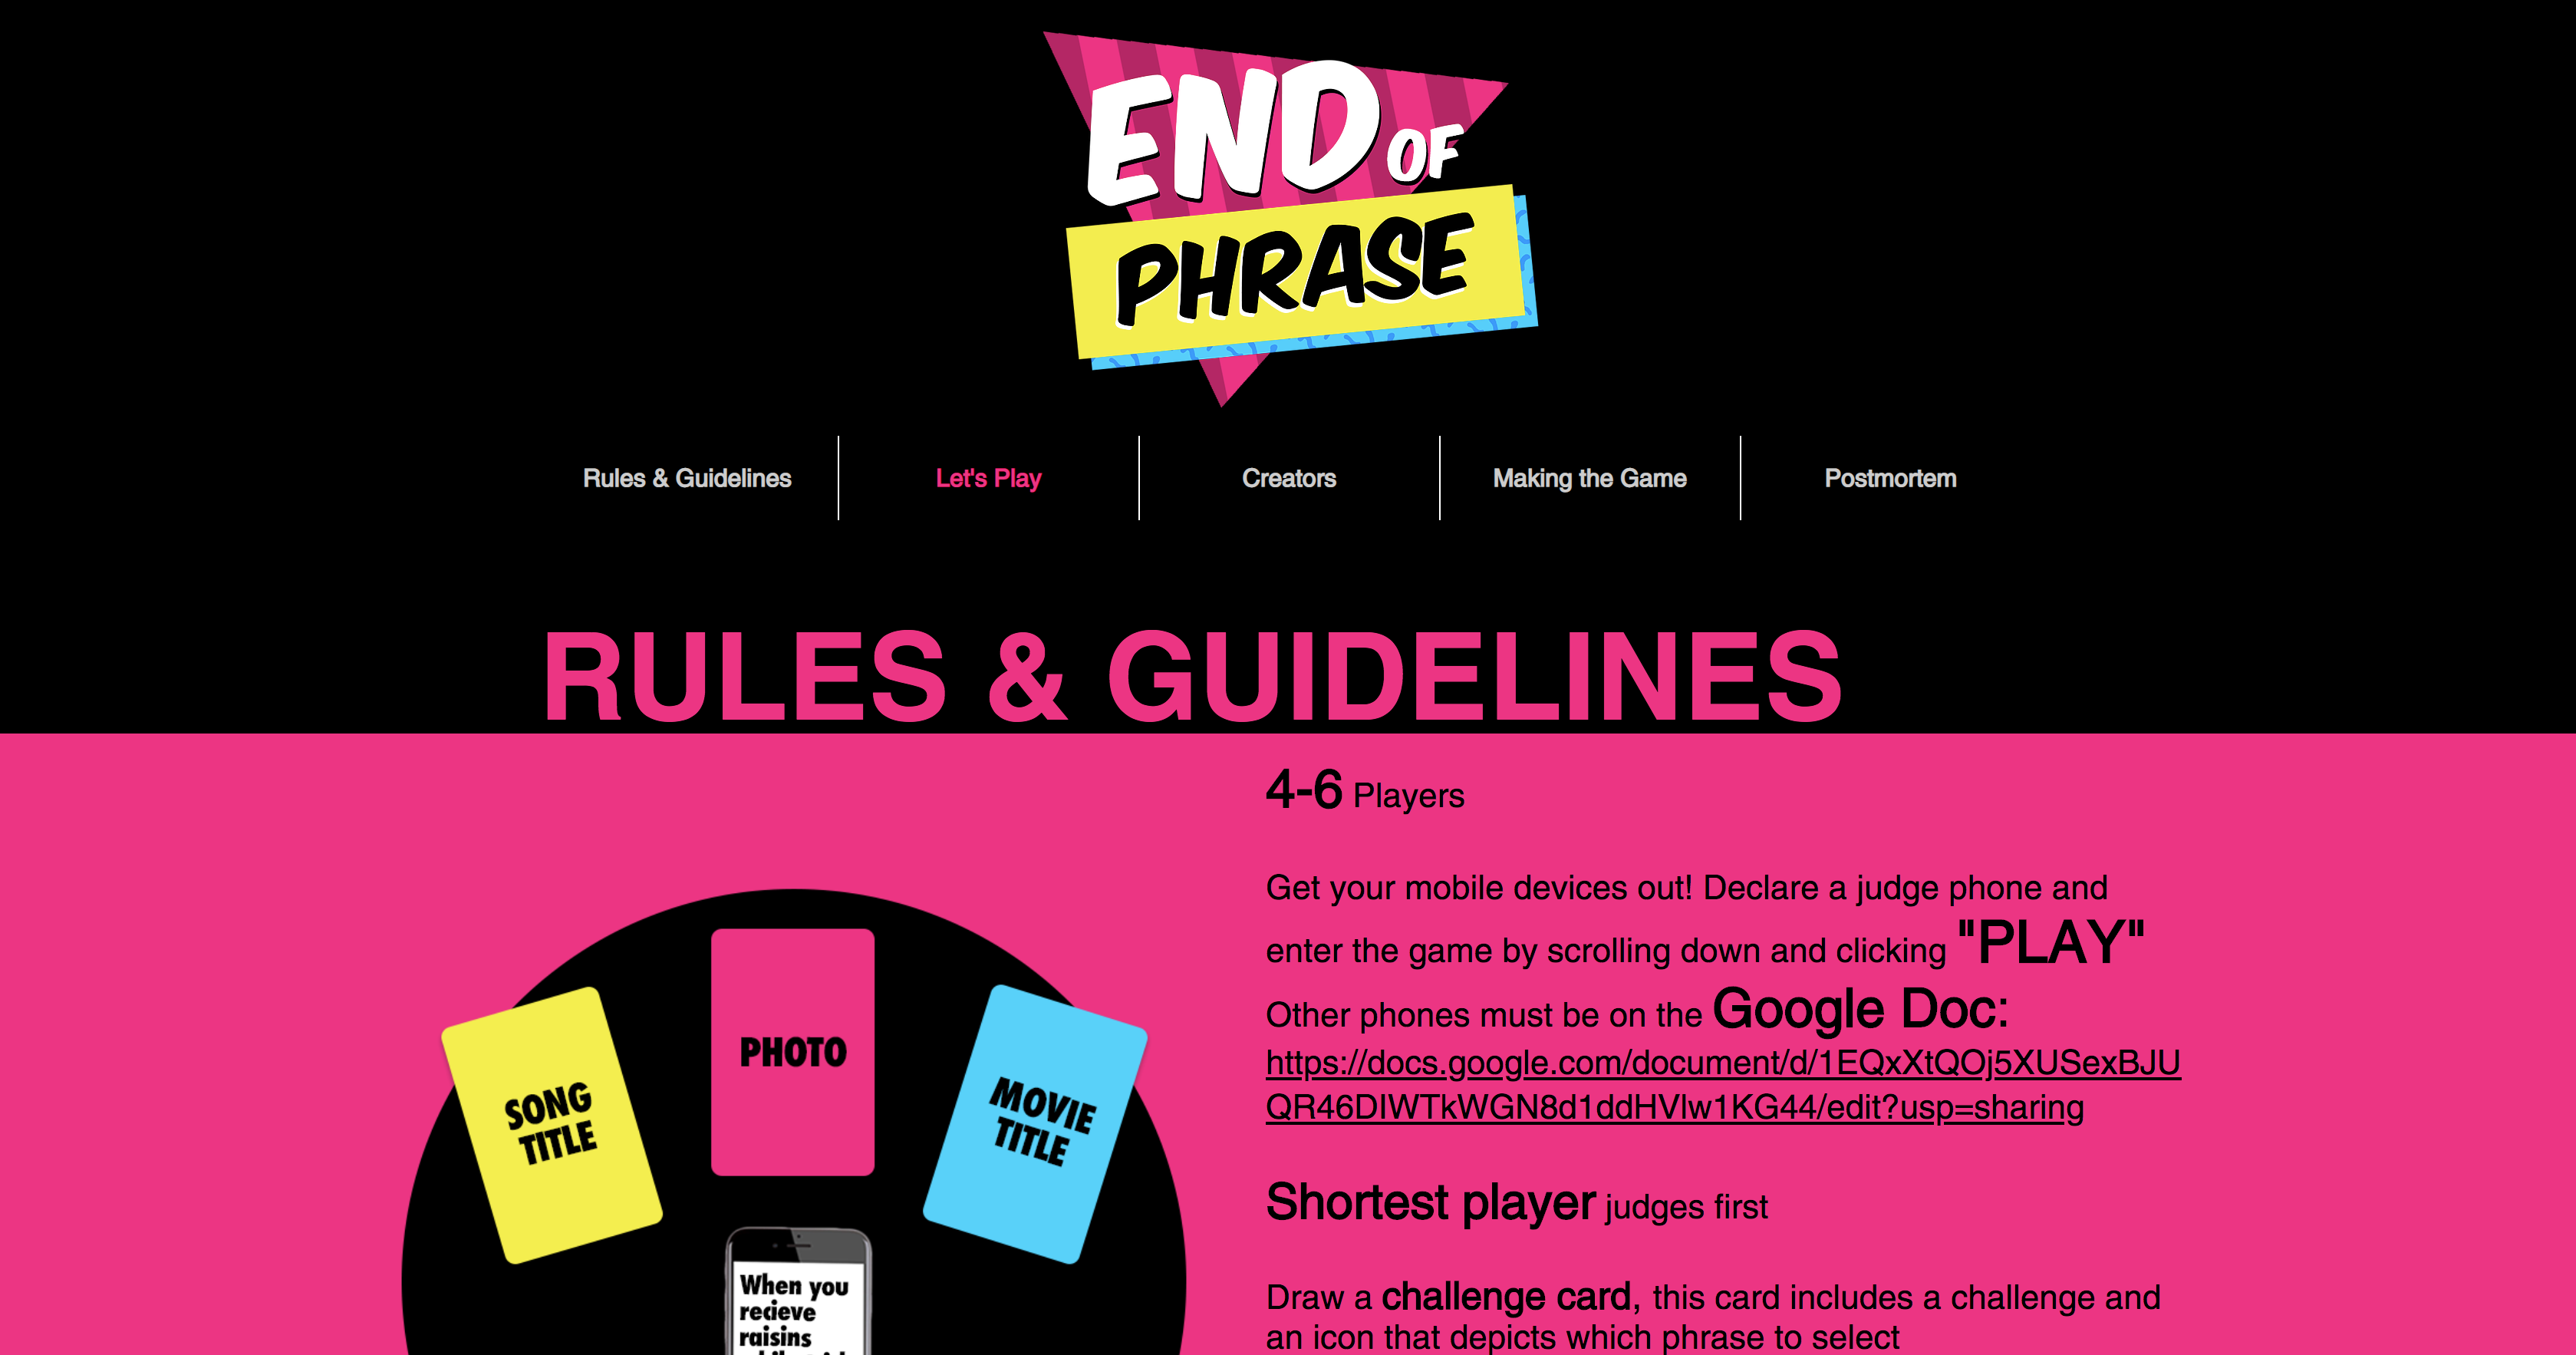 END OF
PHRASE
Rules & Guidelines
Let's Play
Creators
Making the Game
Postmortem
RULES & GUIDELINES
4-6 Players
Get your mobile devices out! Declare a judge phone and
enter the game by scrolling down and clicking "PLAY"
Other phones must be on the Google Doc:
https://docs.google.com/document/d/1EQxXtQOj5XUSexBJU
QR46DIWTkWGN8d1ddHVlw1KG44/edit?usp=sharing
Shortest player judges first
Draw a challenge card, this card includes a challenge and
an icon that depicts which phrase to select
SONG
TITLE
PHOTO
MOVIE
TITLE
When you
recieve
raisins